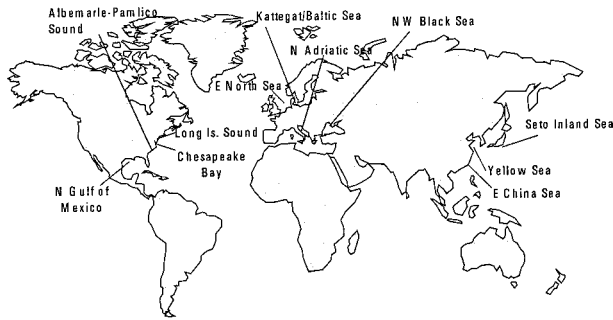 Albemarle-Pamlico
Sound
Kattegat/Baltic Sea
NW Black Sea
N Adriatic Sea
E North Sea
Long Is. Sound
Chesapeake
Bay
Seto Inland Sea
Yellow Sea
E China Sea
N Gulf of
Mexico